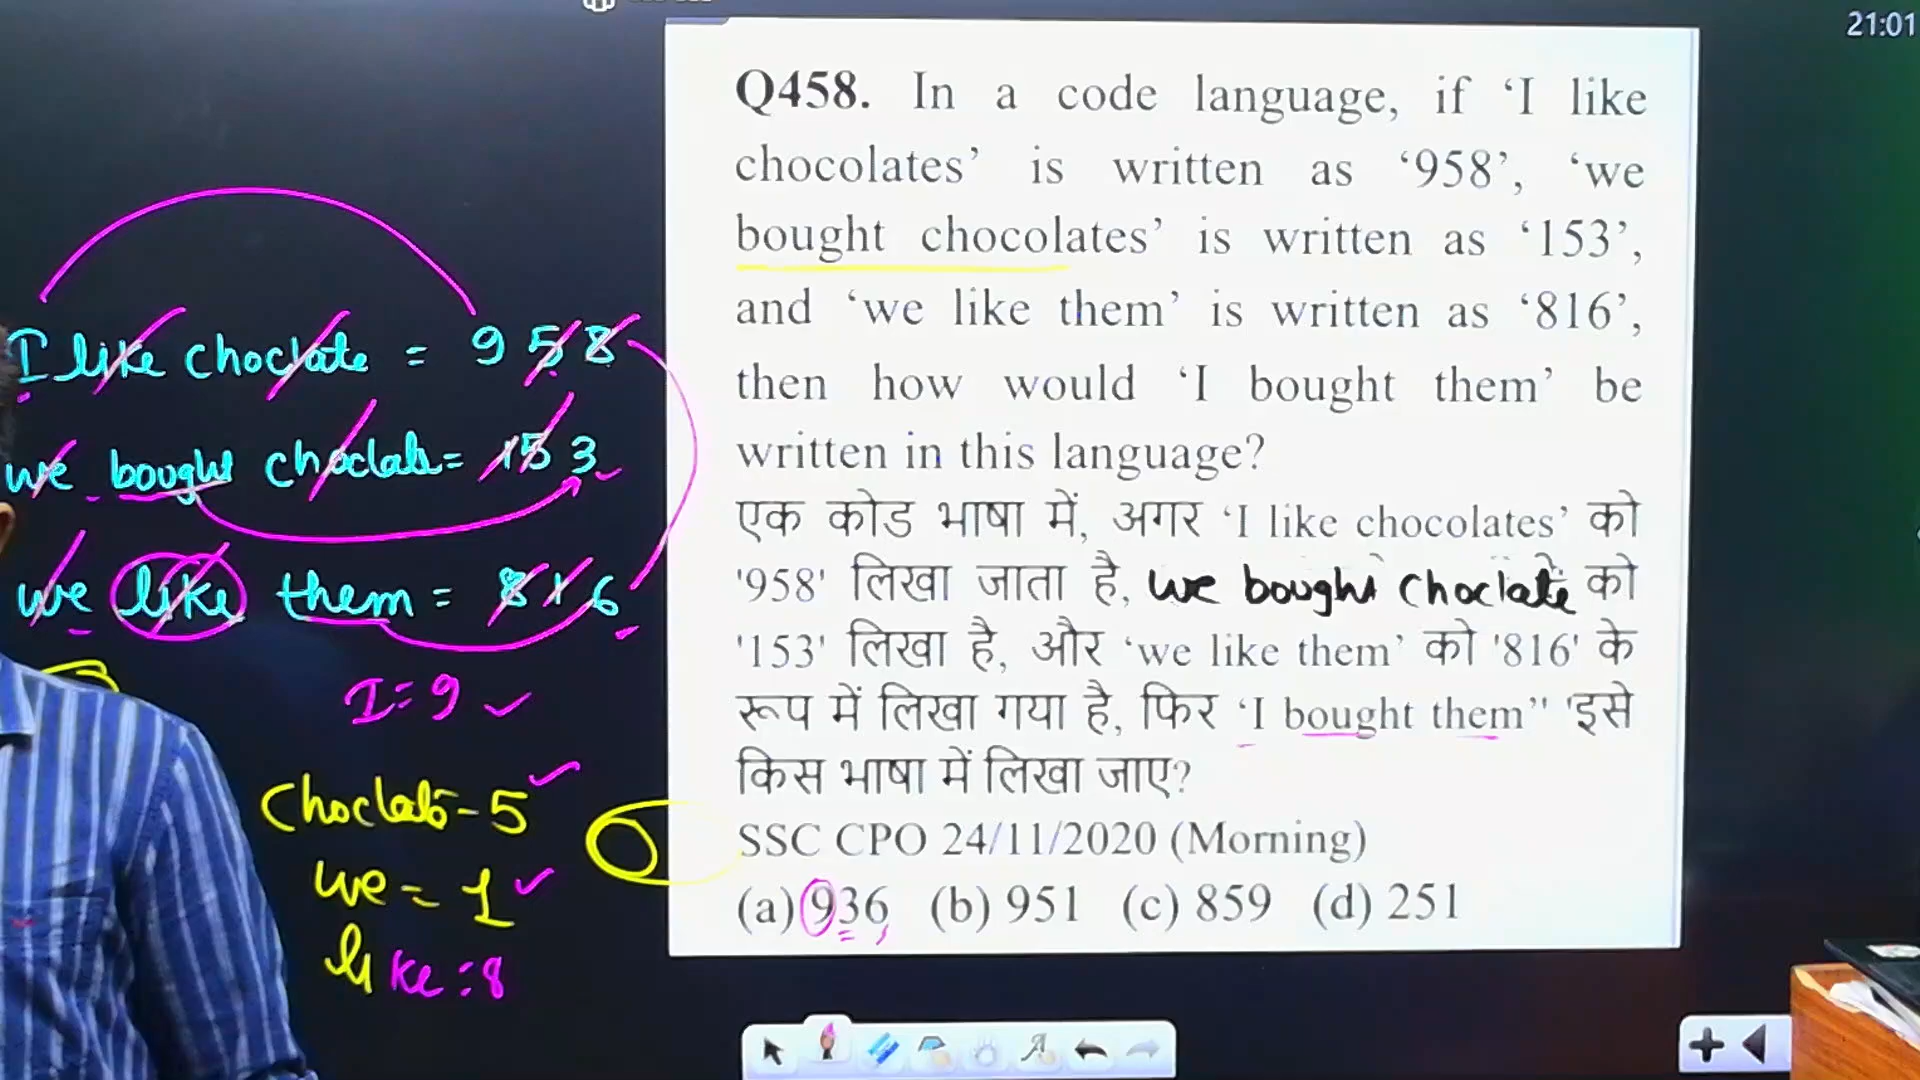 21:01
Q458. In a code language, if ‘I like
chocolates’ is written as ‘958’, ‘we
bought chocolates’ is written as ‘153’,
and ‘we like them’ is written as ‘816’,
then how would ‘I bought them’ be
written in this language?
एक कोड भाषा में, अगर ‘I like chocolates’ को
'958' लिखा जाता है, we bought choclate को
'153' लिखा है, और ‘we like them’ को '816' के
रूप में लिखा गया है, फिर ‘I bought them’' 'इसे
किस भाषा में लिखा जाए?
SSC CPO 24/11/2020 (Morning)
(a) 936 (b) 951 (c) 859 (d) 251
I like choclate = 9 5 8
we bought choclate = 153
we like them = 816
I = 9
Choclate - 5
we = 1
like = 8